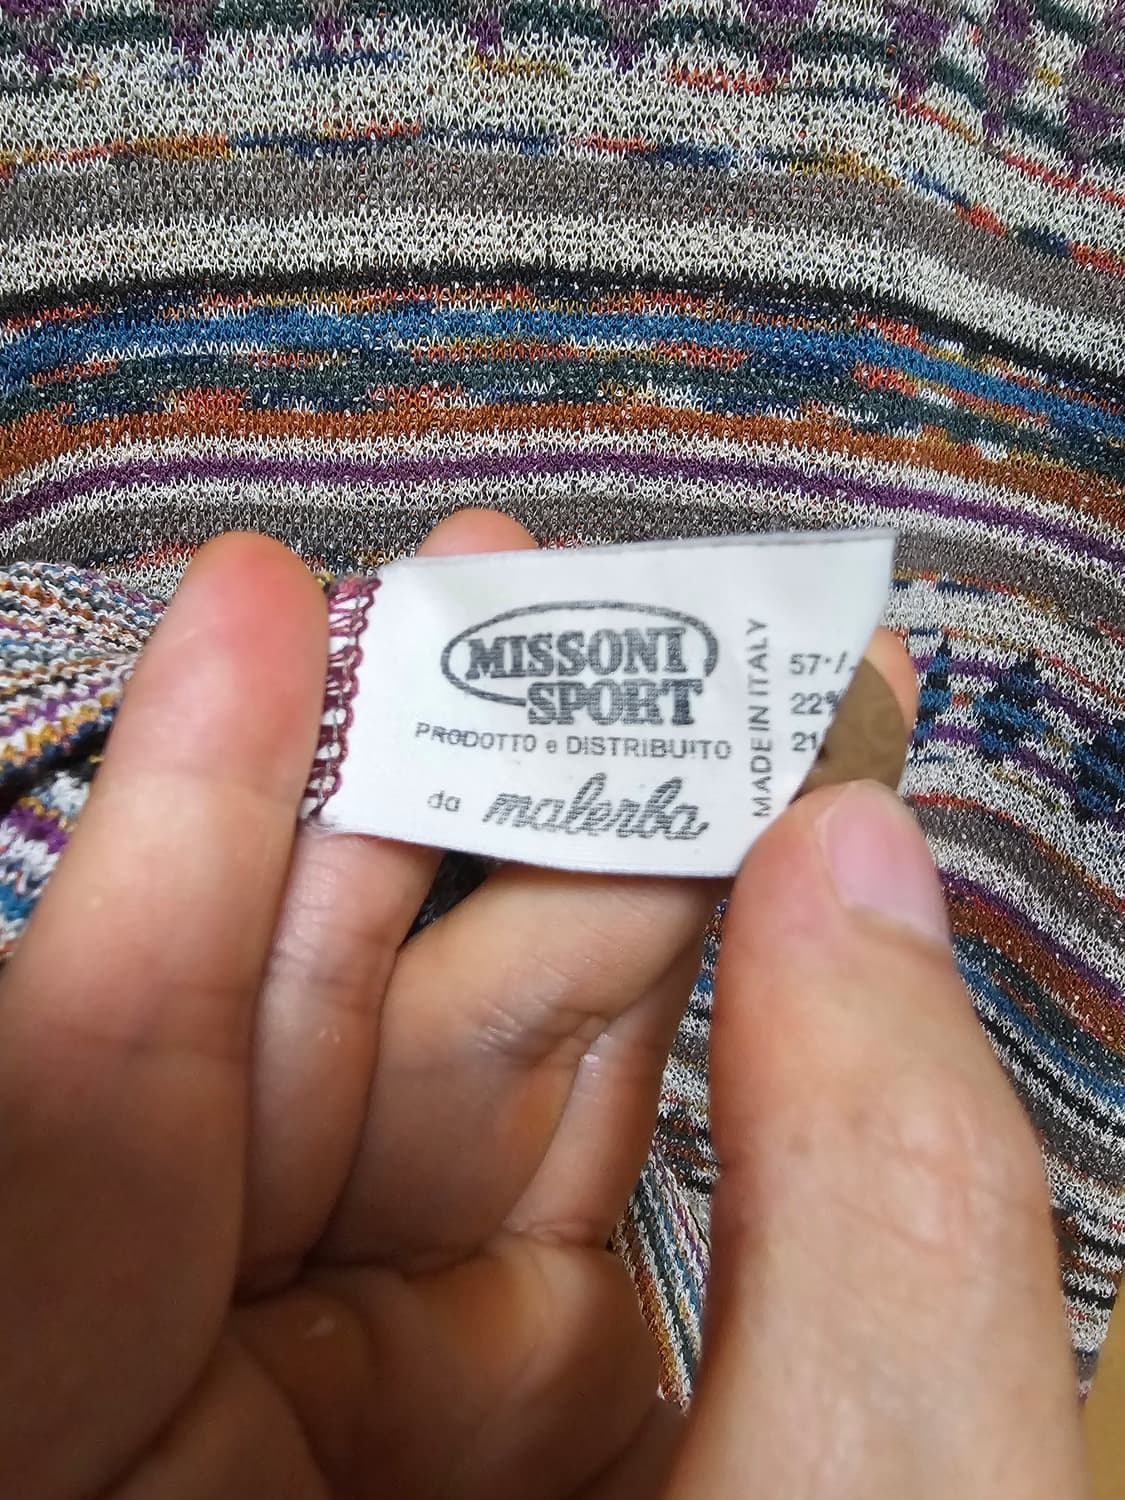 MISSONI
SPORT
PRODOTTO e DISTRIBUITO
da malerba
MADE IN ITALY
57%
22%
21